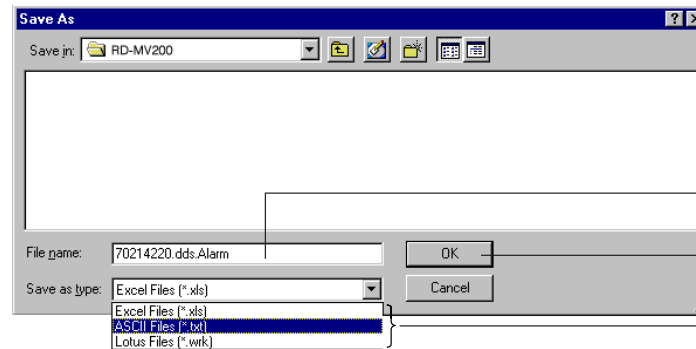 Save As
Save in: RD-MV200
File name: 70214220.dds.Alarm OK
Save as type: Excel Files (*.xls) Cancel
Excel Files (*.xls)
ASCII Files (*.txt)
Lotus Files (*.wrk)